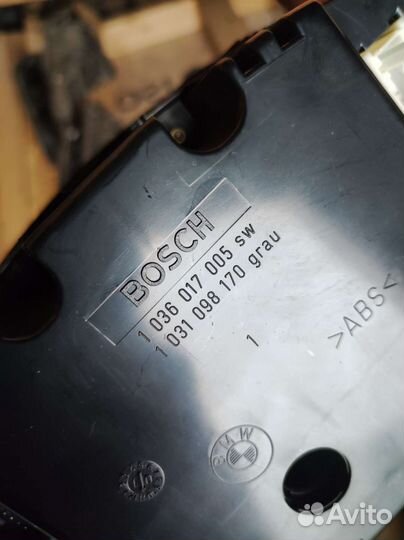 BOSCH
1 036 017 005 sw
1 031 098 170 grau
1
>ABS<
BMW
Avito